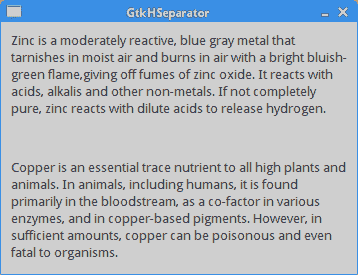 GtkHSeparator
Zinc is a moderately reactive, blue gray metal that
tarnishes in moist air and burns in air with a bright bluish-
green flame,giving off fumes of zinc oxide. It reacts with
acids, alkalis and other non-metals. If not completely
pure, zinc reacts with dilute acids to release hydrogen.
Copper is an essential trace nutrient to all high plants and
animals. In animals, including humans, it is found
primarily in the bloodstream, as a co-factor in various
enzymes, and in copper-based pigments. However, in
sufficient amounts, copper can be poisonous and even
fatal to organisms.